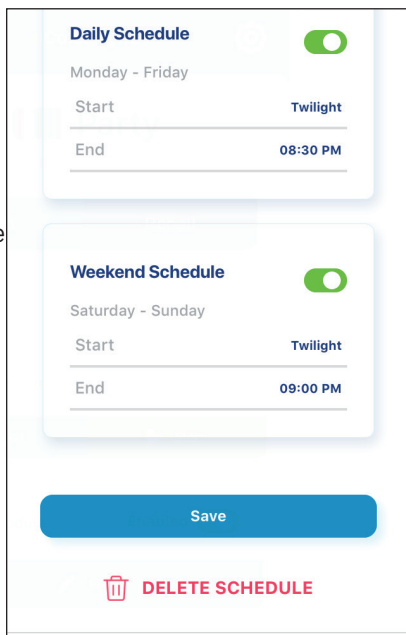 Daily Schedule
Monday - Friday
Start Twilight
End 08:30 PM
e
Weekend Schedule
Saturday - Sunday
Start Twilight
End 09:00 PM
Save
DELETE SCHEDULE